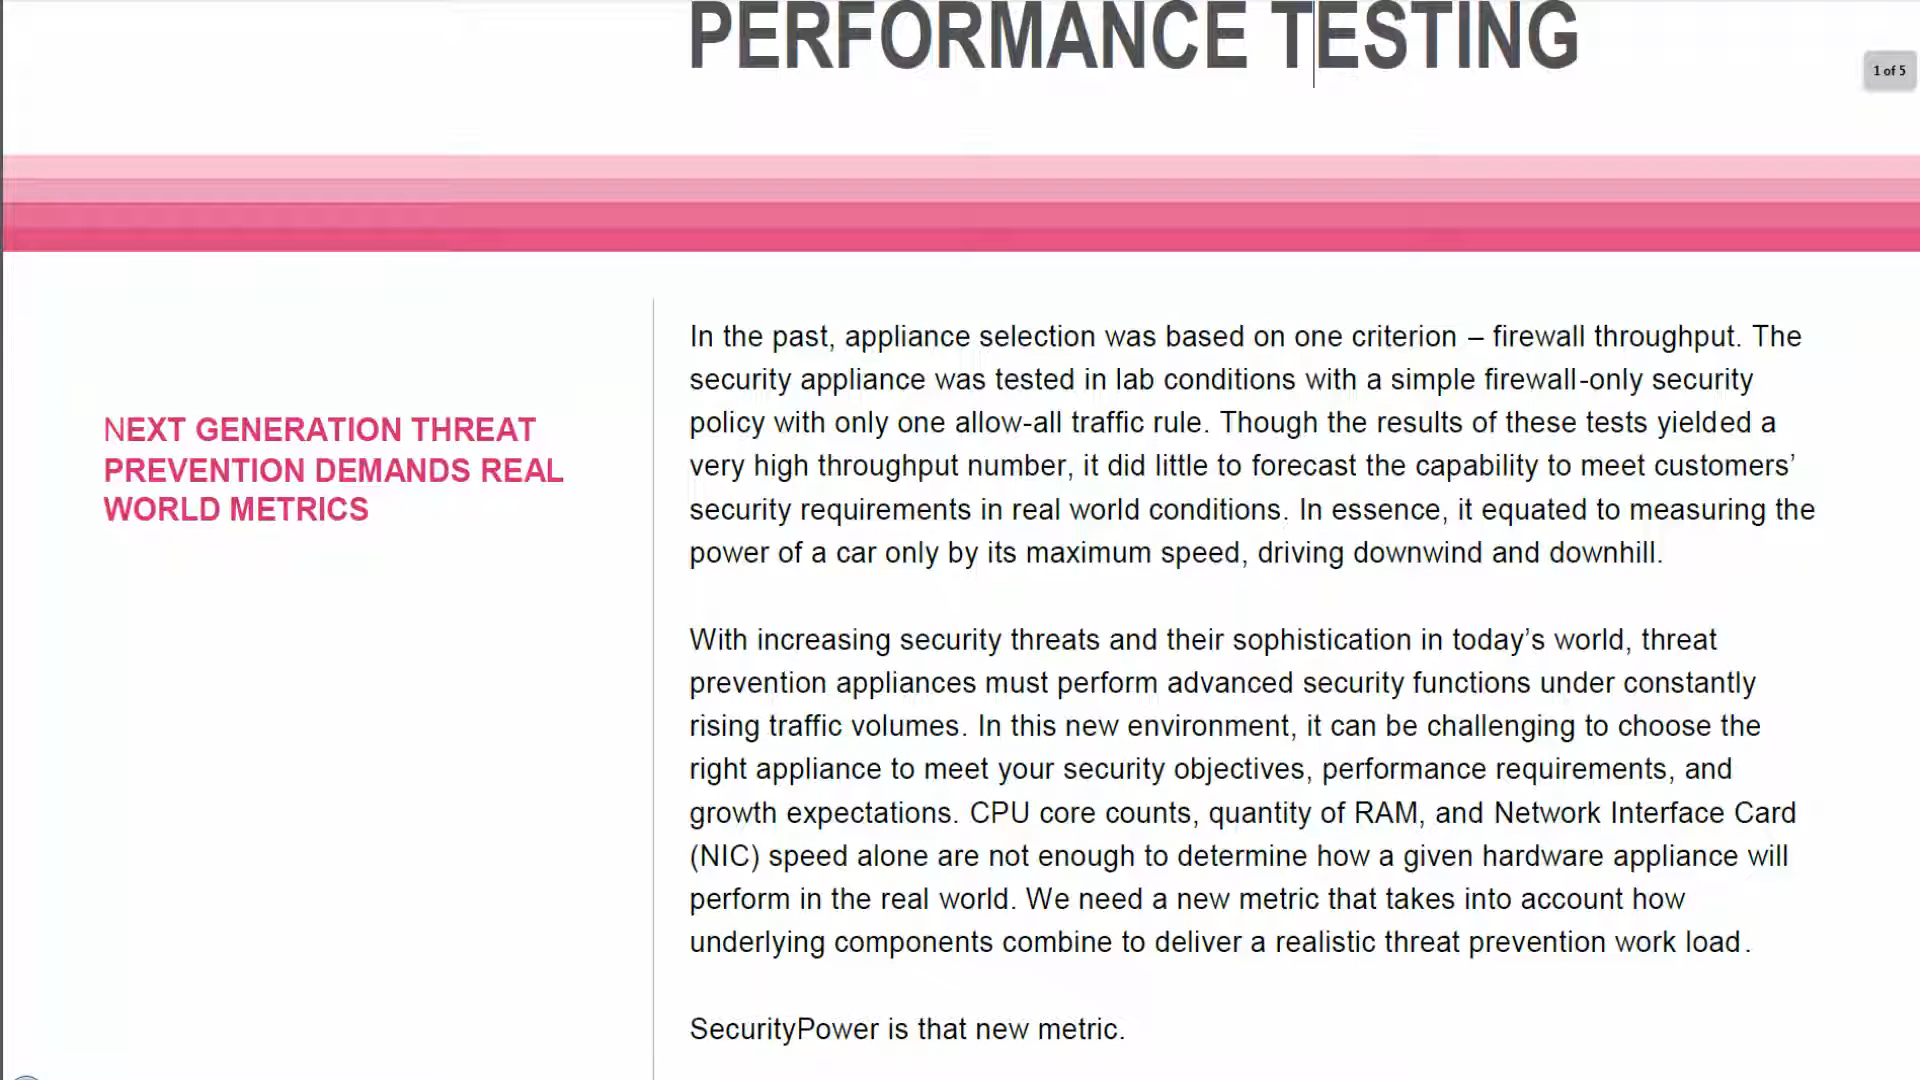 PERFORMANCE TESTING
1 of 5
NEXT GENERATION THREAT
PREVENTION DEMANDS REAL
WORLD METRICS
In the past, appliance selection was based on one criterion – firewall throughput. The
security appliance was tested in lab conditions with a simple firewall-only security
policy with only one allow-all traffic rule. Though the results of these tests yielded a
very high throughput number, it did little to forecast the capability to meet customers’
security requirements in real world conditions. In essence, it equated to measuring the
power of a car only by its maximum speed, driving downwind and downhill.
With increasing security threats and their sophistication in today’s world, threat
prevention appliances must perform advanced security functions under constantly
rising traffic volumes. In this new environment, it can be challenging to choose the
right appliance to meet your security objectives, performance requirements, and
growth expectations. CPU core counts, quantity of RAM, and Network Interface Card
(NIC) speed alone are not enough to determine how a given hardware appliance will
perform in the real world. We need a new metric that takes into account how
underlying components combine to deliver a realistic threat prevention work load.
SecurityPower is that new metric.